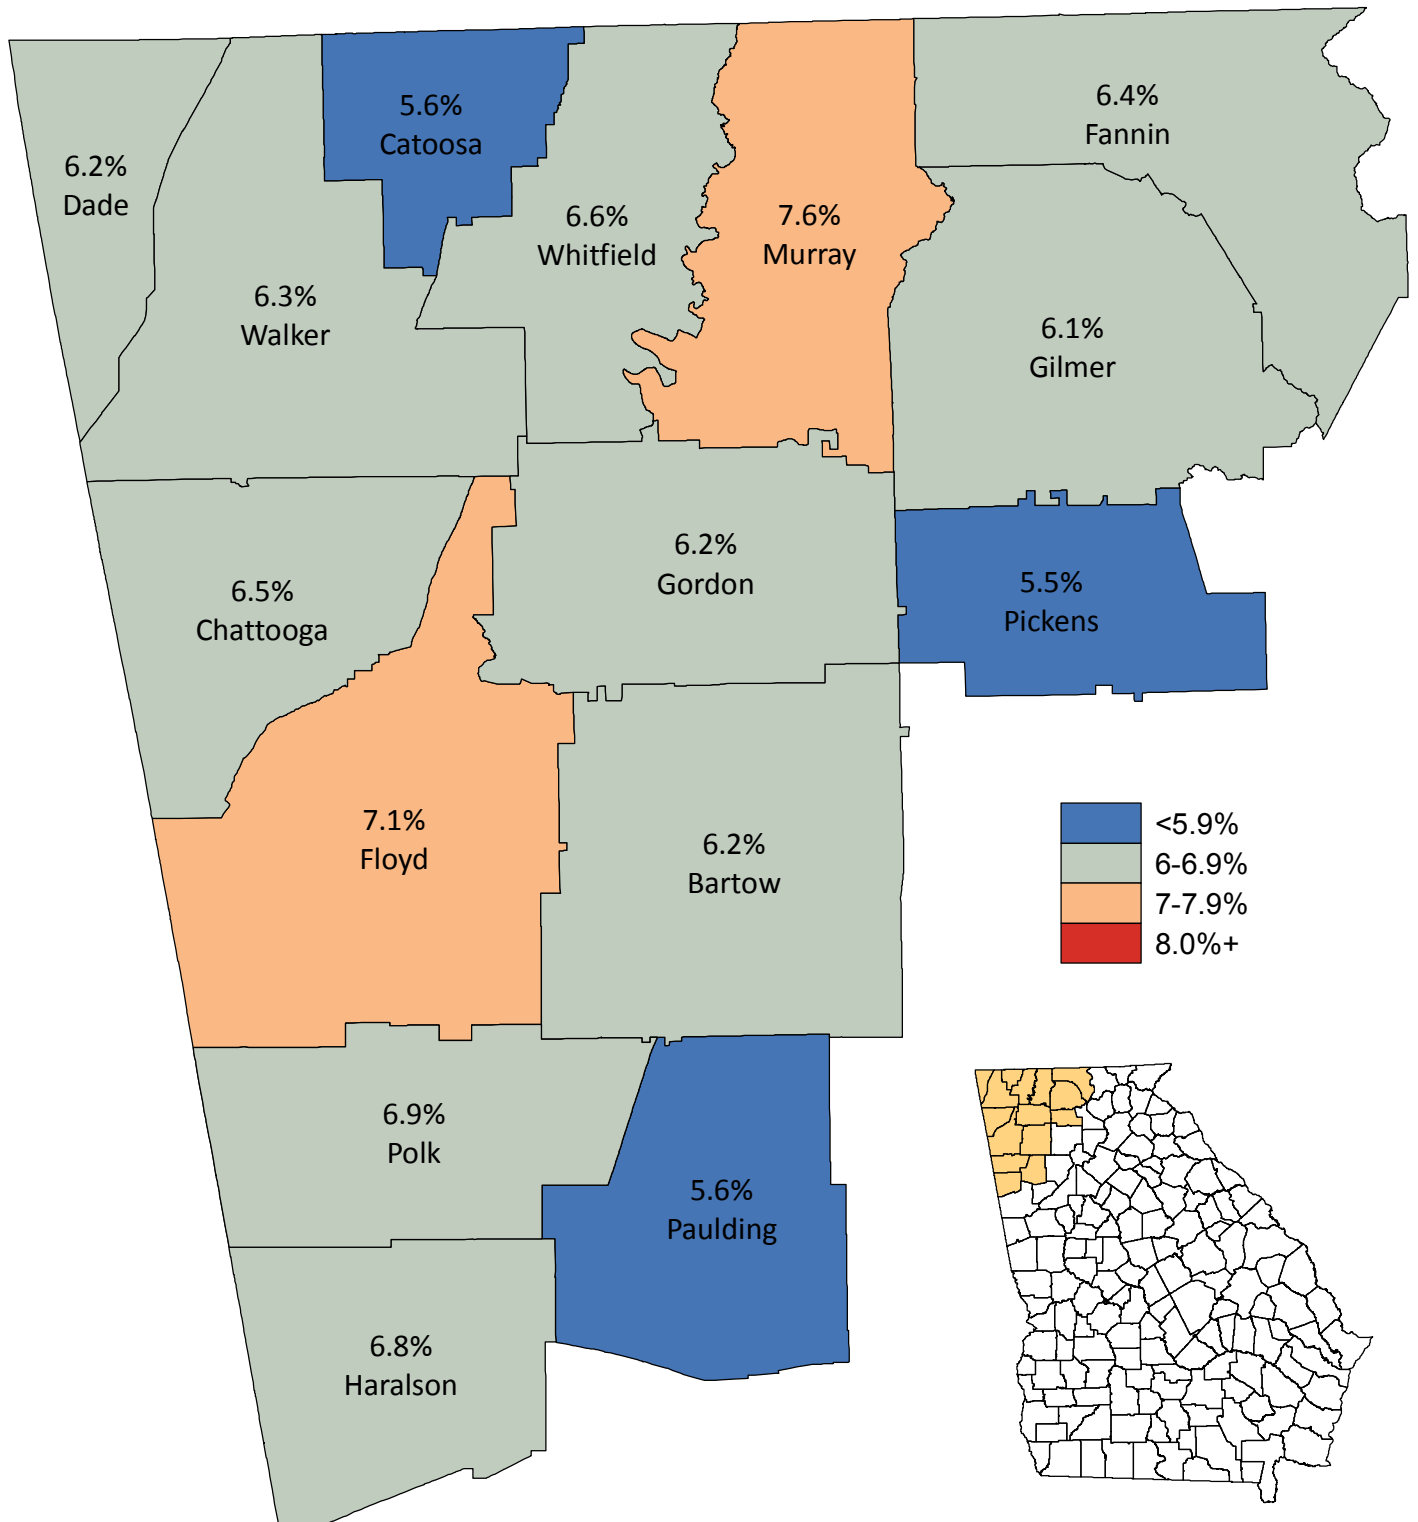 5.6%
Catoosa
6.4%
Fannin
6.2%
Dade
6.6%
Whitfield
7.6%
Murray
6.3%
Walker
6.1%
Gilmer
6.2%
Gordon
6.5%
Chattooga
5.5%
Pickens
7.1%
Floyd
6.2%
Bartow
<5.9%
6-6.9%
7-7.9%
8.0%+
6.9%
Polk
5.6%
Paulding
6.8%
Haralson